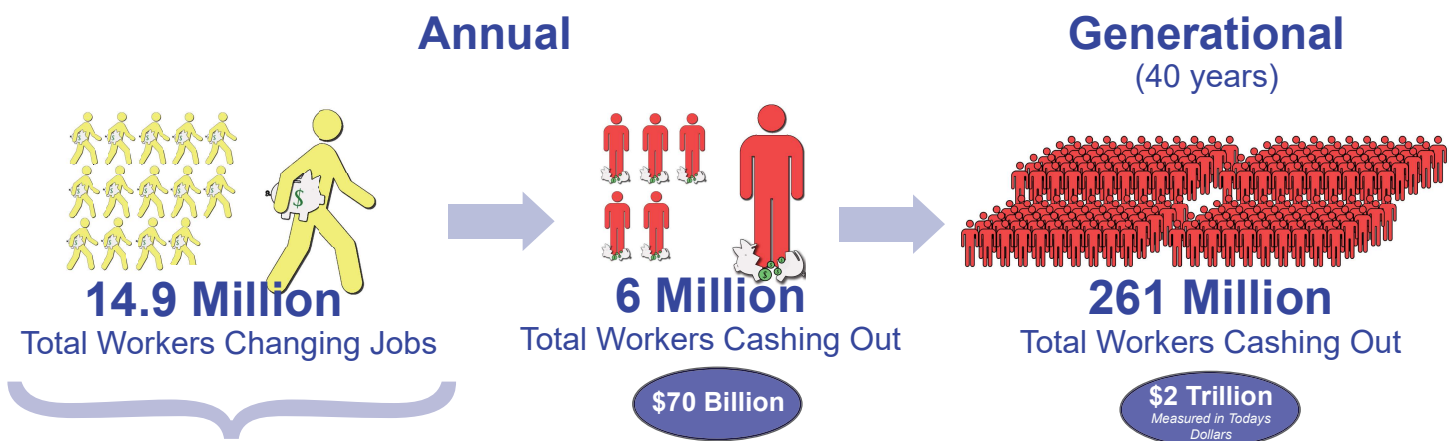 Annual
Generational
(40 years)
14.9 Million
Total Workers Changing Jobs
6 Million
Total Workers Cashing Out
$70 Billion
261 Million
Total Workers Cashing Out
$2 Trillion
Measured in Todays
Dollars